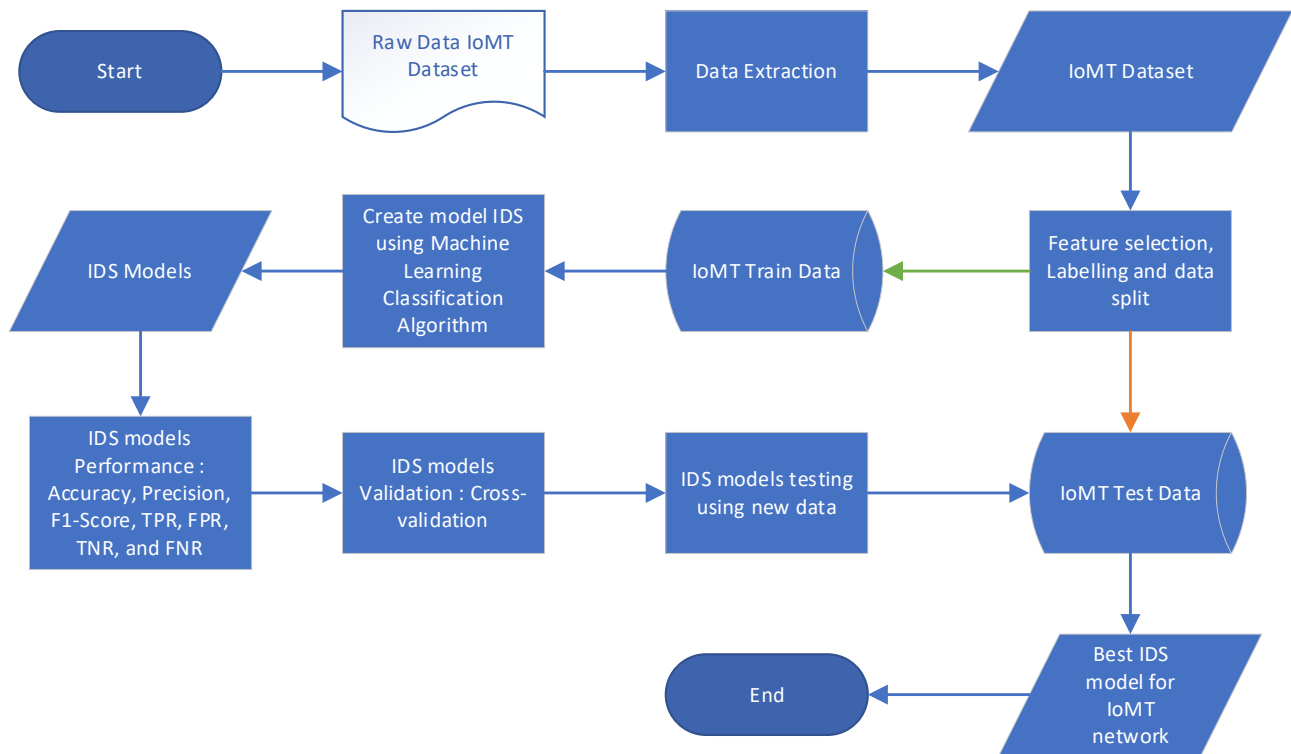 Start
Raw Data IoMT
Dataset
Data Extraction
IoMT Dataset
Feature selection,
Labelling and data
split
IoMT Train Data
Create model IDS
using Machine
Learning
Classification
Algorithm
IDS Models
IDS models
Performance :
Accuracy, Precision,
F1-Score, TPR, FPR,
TNR, and FNR
IDS models
Validation : Cross-
validation
IDS models testing
using new data
IoMT Test Data
Best IDS
model for
IoMT
network
End